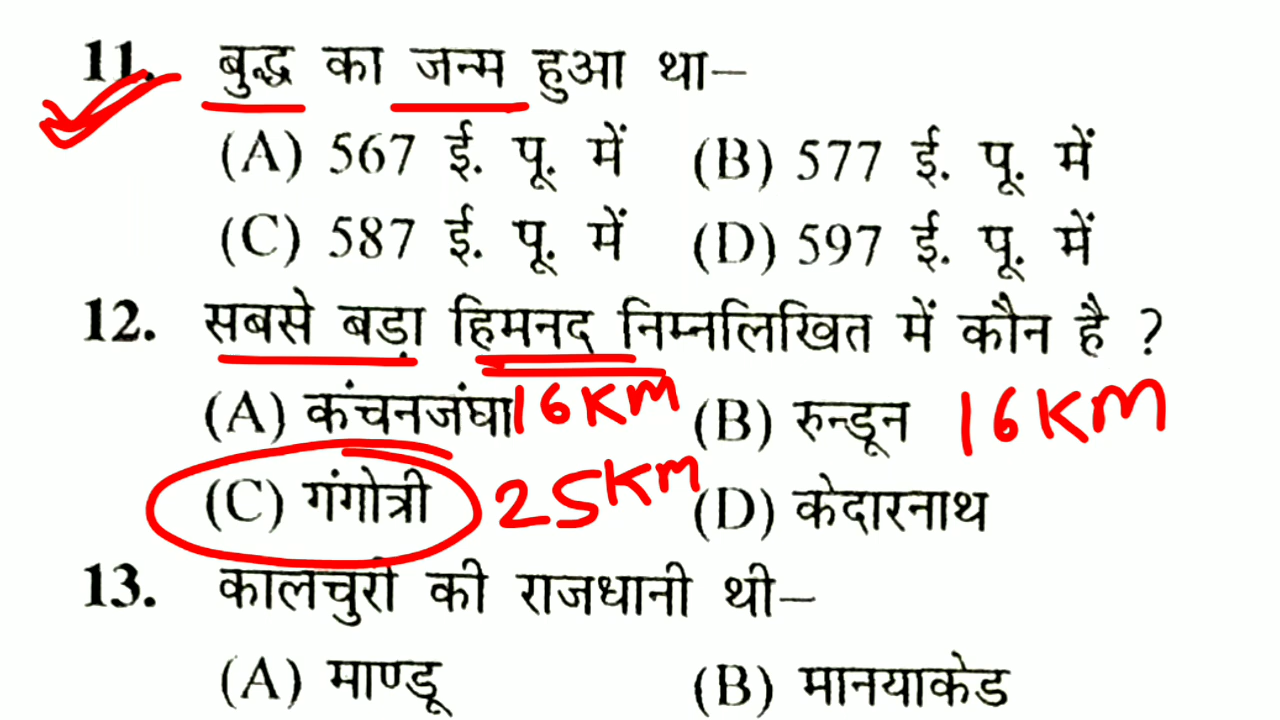 11. बुद्ध का जन्म हुआ था–
(A) 567 ई. पू. में (B) 577 ई. पू. में
(C) 587 ई. पू. में (D) 597 ई. पू. में
12. सबसे बड़ा हिमनद निम्नलिखित में कौन है ?
(A) कंचनजंघा 16KM (B) रुन्डून 16KM
(C) गंगोत्री 25KM (D) केदारनाथ
13. कालचुरी की राजधानी थी–
(A) माण्डू (B) मानयाकेड